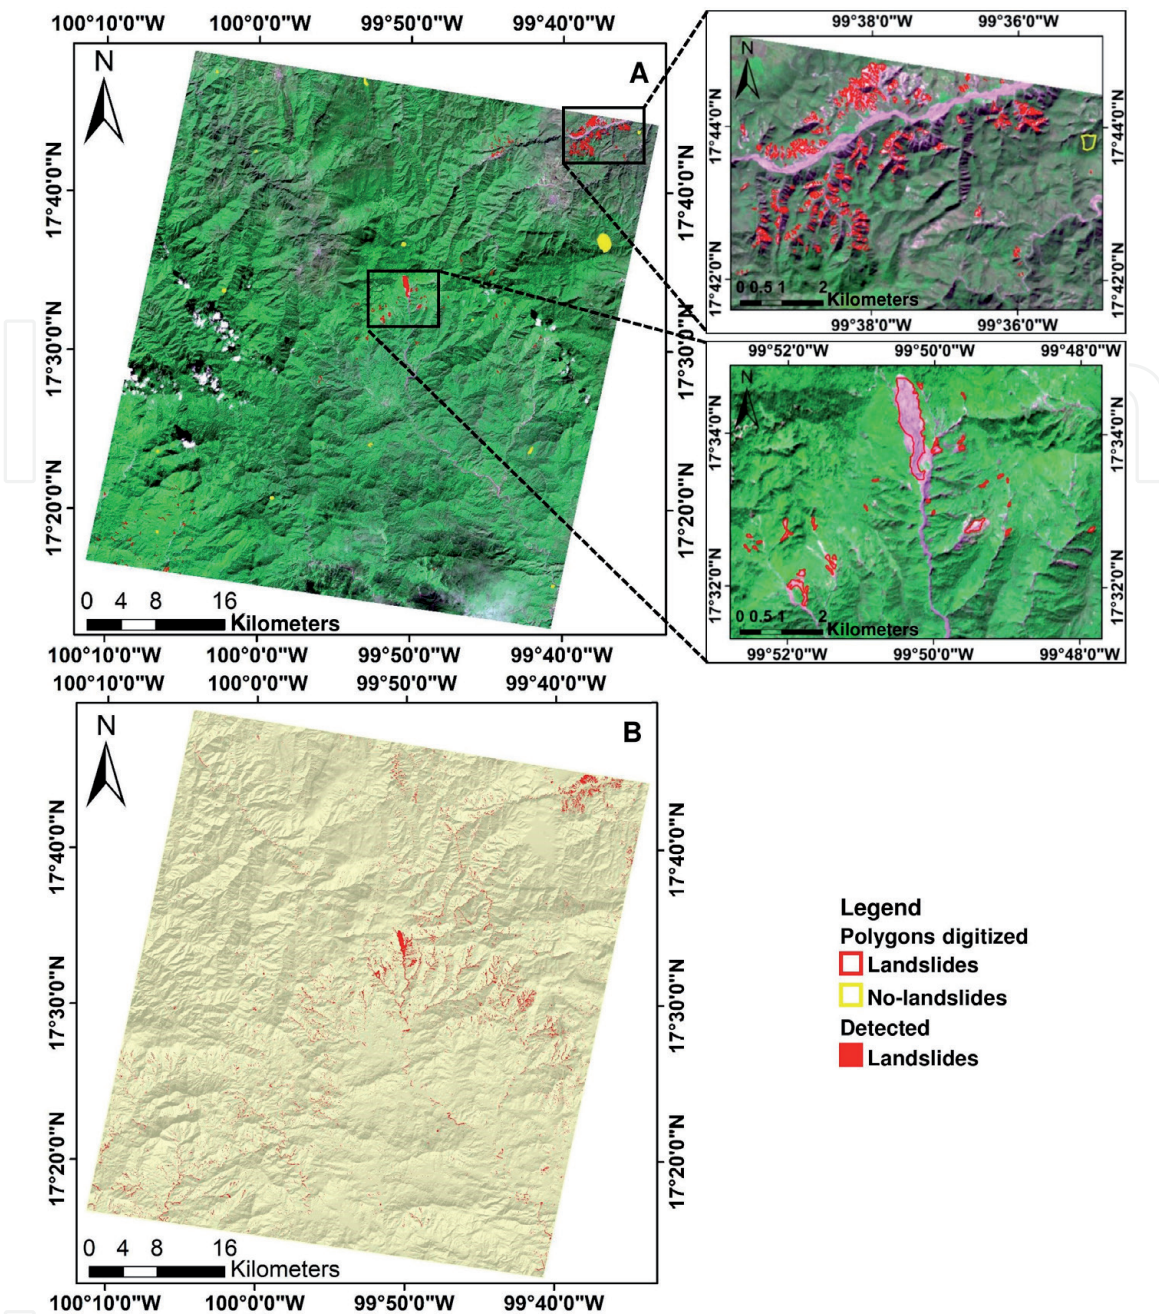 100°10'0"W 100°0'0"W 99°50'0"W 99°40'0"W
N
A
17°40'0"N
17°30'0"N
17°20'0"N
17°40'0"N
17°30'0"N
17°20'0"N
0 4 8 16
Kilometers
100°10'0"W 100°0'0"W 99°50'0"W 99°40'0"W
99°38'0"W 99°36'0"W
N
17°44'0"N
17°42'0"N
17°44'0"N
17°42'0"N
0 0.5 1 2
Kilometers
99°38'0"W 99°36'0"W
99°52'0"W 99°50'0"W 99°48'0"W
N
17°34'0"N
17°32'0"N
17°34'0"N
17°32'0"N
0 0.5 1 2
Kilometers
99°52'0"W 99°50'0"W 99°48'0"W
100°10'0"W 100°0'0"W 99°50'0"W 99°40'0"W
N
B
17°40'0"N
17°30'0"N
17°20'0"N
17°40'0"N
17°30'0"N
17°20'0"N
0 4 8 16
Kilometers
100°10'0"W 100°0'0"W 99°50'0"W 99°40'0"W
Legend
Polygons digitized
Landslides
No-landslides
Detected
Landslides